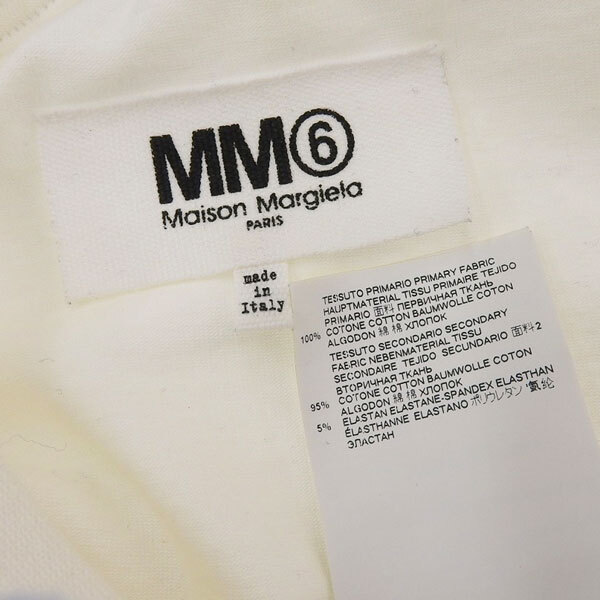 MM⑥
Maison Margiela
PARIS
made
in
Italy
TESSUTO PRIMARIO PRIMARY FABRIC
HAUPTMATERIAL TISSU PRIMAIRE TEJIDO
PRIMARIO 面料 ПЕРВИЧНАЯ ТКАНЬ
100% COTONE COTTON BAUMWOLLE COTON
ALGODON 綿 棉 ХЛОПОК
TESSUTO SECONDARIO SECONDARY
FABRIC NEBENMATERIAL TISSU
SECONDAIRE TEJIDO SECUNDARIO 面料2
ВТОРИЧНАЯ ТКАНЬ
95% COTONE COTTON BAUMWOLLE COTON
ALGODON 綿 棉 ХЛОПОК
5% ELASTAN ELASTANE-SPANDEX ELASTHAN
ÉLASTHANNE ELASTANO ポリウレタン 氨纶
ЭЛАСТАН